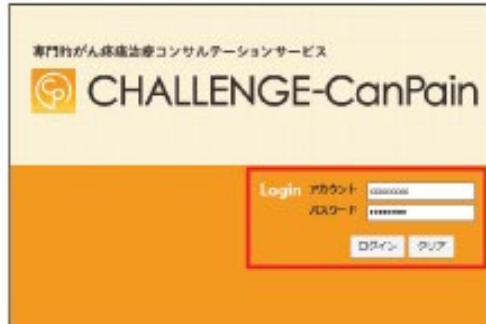 専門的がん疼痛治療コンサルテーションサービス
CHALLENGE-CanPain
Login アカウント
パスワード
ログイン クリア